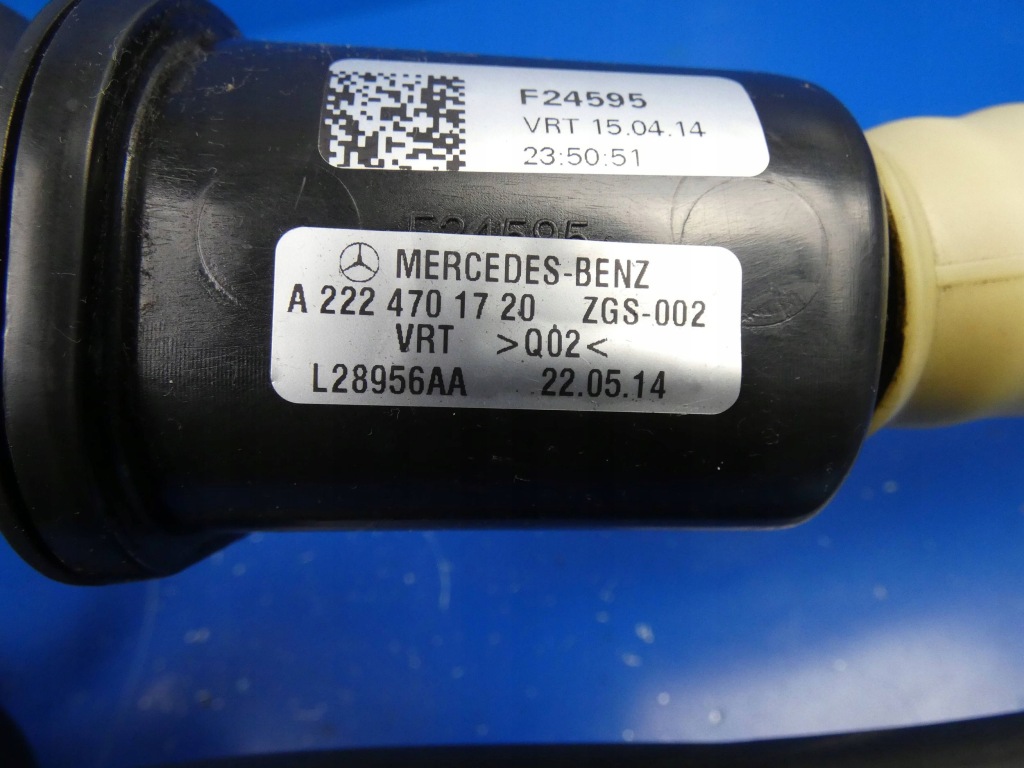 F24595
VRT 15.04.14
23:50:51
F24595
MERCEDES-BENZ
A 222 470 17 20 ZGS-002
VRT >Q02<
L28956AA 22.05.14